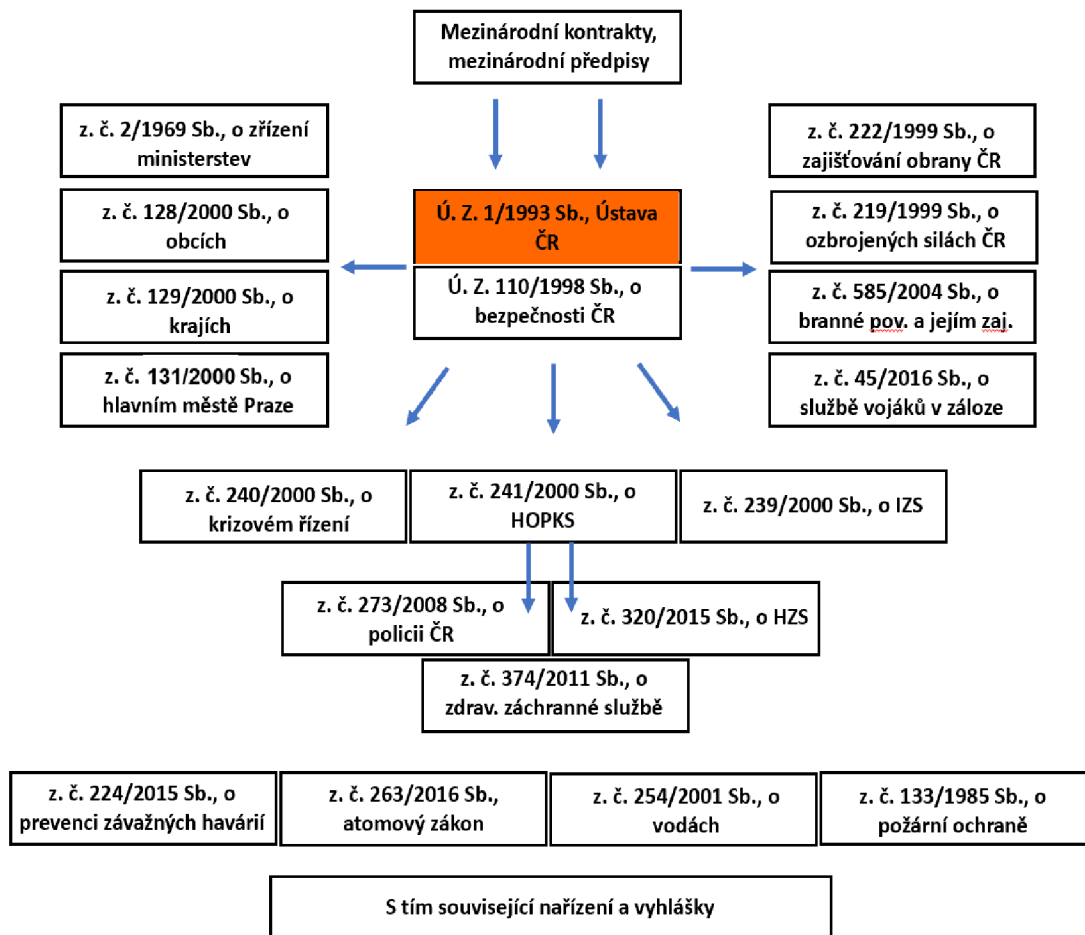 Mezinárodní kontrakty,
mezinárodní předpisy
z. č. 2/1969 Sb., o zřízení
ministerstev
z. č. 222/1999 Sb., o
zajišťování obrany ČR
z. č. 128/2000 Sb., o
obcích
Ú. Z. 1/1993 Sb., Ústava
ČR
z. č. 219/1999 Sb., o
ozbrojených silách ČR
z. č. 129/2000 Sb., o
krajích
Ú. Z. 110/1998 Sb., o
bezpečnosti ČR
z. č. 585/2004 Sb., o
branné pov. a jejím zaj.
z. č. 131/2000 Sb., o
hlavním městě Praze
z. č. 45/2016 Sb., o
službě vojáků v záloze
z. č. 240/2000 Sb., o
krizovém řízení
z. č. 241/2000 Sb., o
HOPKS
z. č. 239/2000 Sb., o IZS
z. č. 273/2008 Sb., o
policii ČR
z. č. 320/2015 Sb., o HZS
z. č. 374/2011 Sb., o
zdrav. záchranné službě
z. č. 224/2015 Sb., o
prevenci závažných havárií
z. č. 263/2016 Sb.,
atomový zákon
z. č. 254/2001 Sb., o
vodách
z. č. 133/1985 Sb., o
požární ochraně
S tím související nařízení a vyhlášky